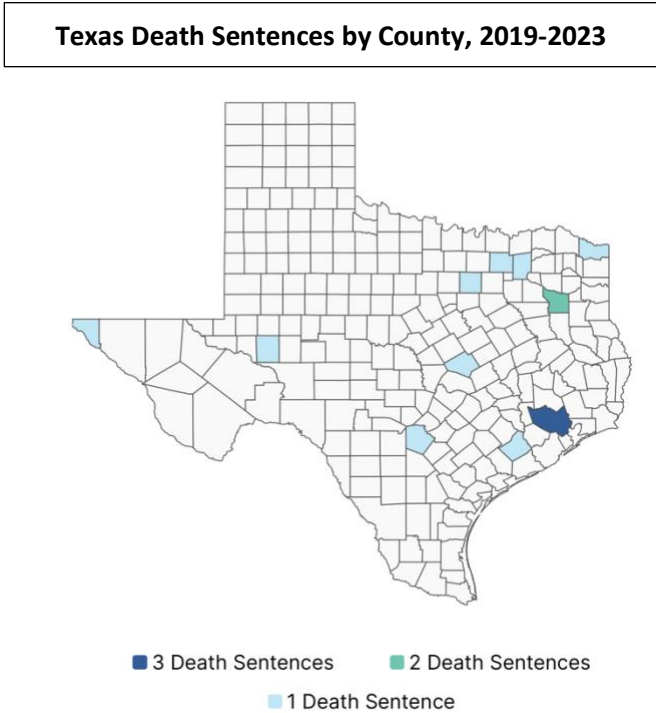 Texas Death Sentences by County, 2019-2023
3 Death Sentences
2 Death Sentences
1 Death Sentence